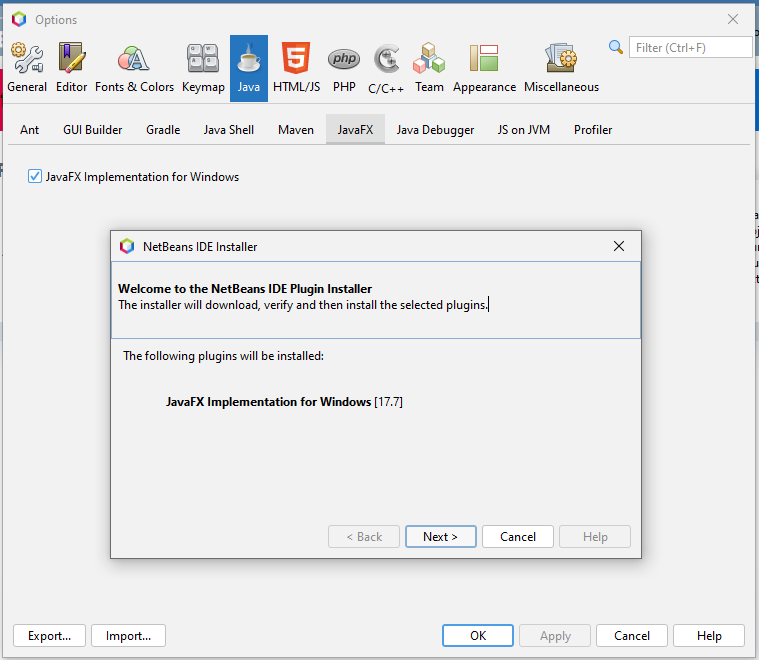 Options
Filter (Ctrl+F)
General Editor Fonts & Colors Keymap Java HTML/JS PHP C/C++ Team Appearance Miscellaneous
Ant GUI Builder Gradle Java Shell Maven JavaFX Java Debugger JS on JVM Profiler
JavaFX Implementation for Windows
NetBeans IDE Installer
Welcome to the NetBeans IDE Plugin Installer
The installer will download, verify and then install the selected plugins.
The following plugins will be installed:
JavaFX Implementation for Windows [17.7]
< Back Next > Cancel Help
Export... Import... OK Apply Cancel Help